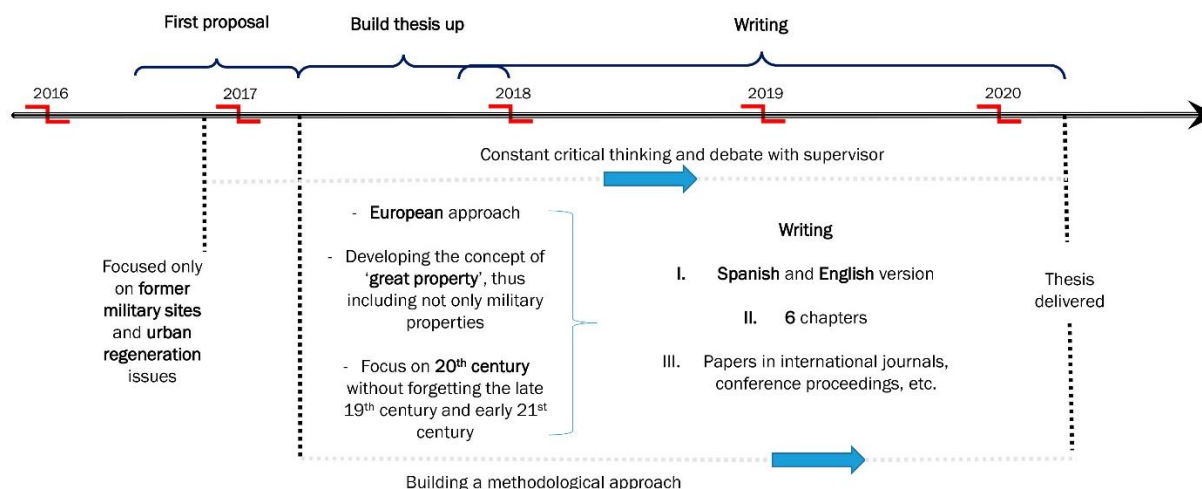 First proposal
Build thesis up
Writing
2016
2017
2018
2019
2020
Constant critical thinking and debate with supervisor
Focused only
on former
military sites
and urban
regeneration
issues
- European approach
- Developing the concept of
‘great property’, thus
including not only military
properties
- Focus on 20th century
without forgetting the late
19th century and early 21st
century
Writing
I. Spanish and English version
II. 6 chapters
III. Papers in international journals,
conference proceedings, etc.
Thesis
delivered
Building a methodological approach